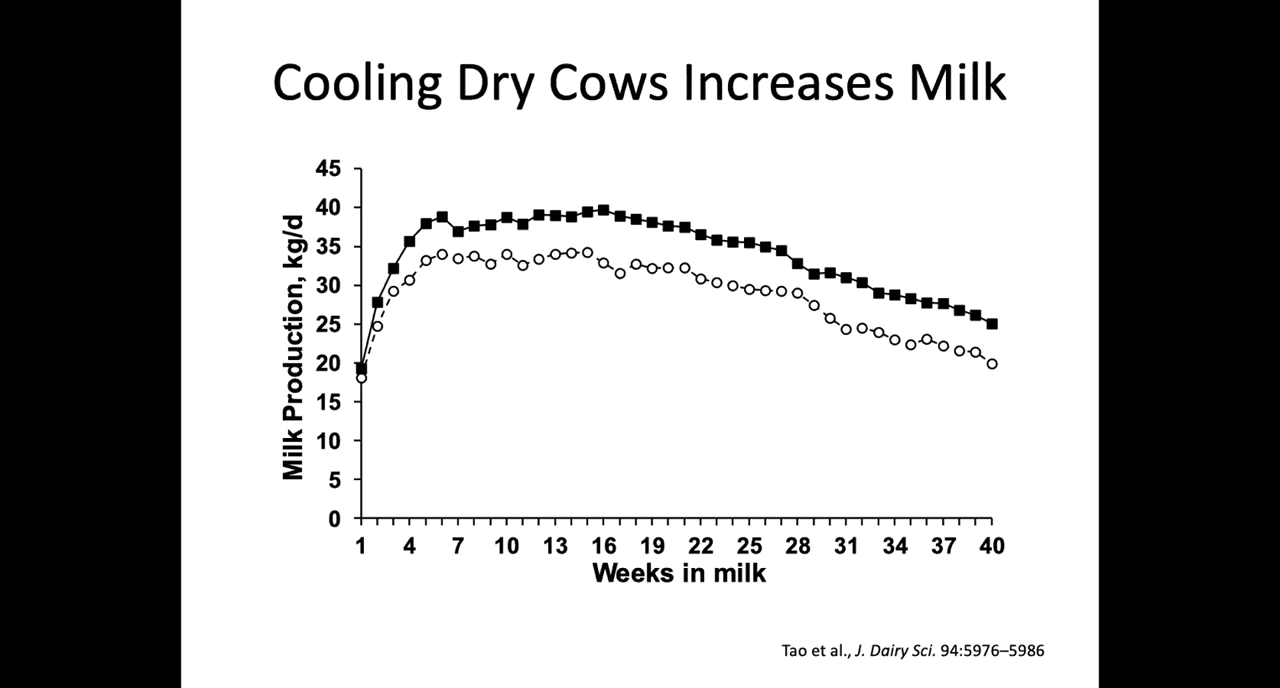 Cooling Dry Cows Increases Milk
45
40
35
30
25
20
15
10
5
0
Milk Production, kg/d
1 4 7 10 13 16 19 22 25 28 31 34 37 40
Weeks in milk
Tao et al., J. Dairy Sci. 94:5976–5986